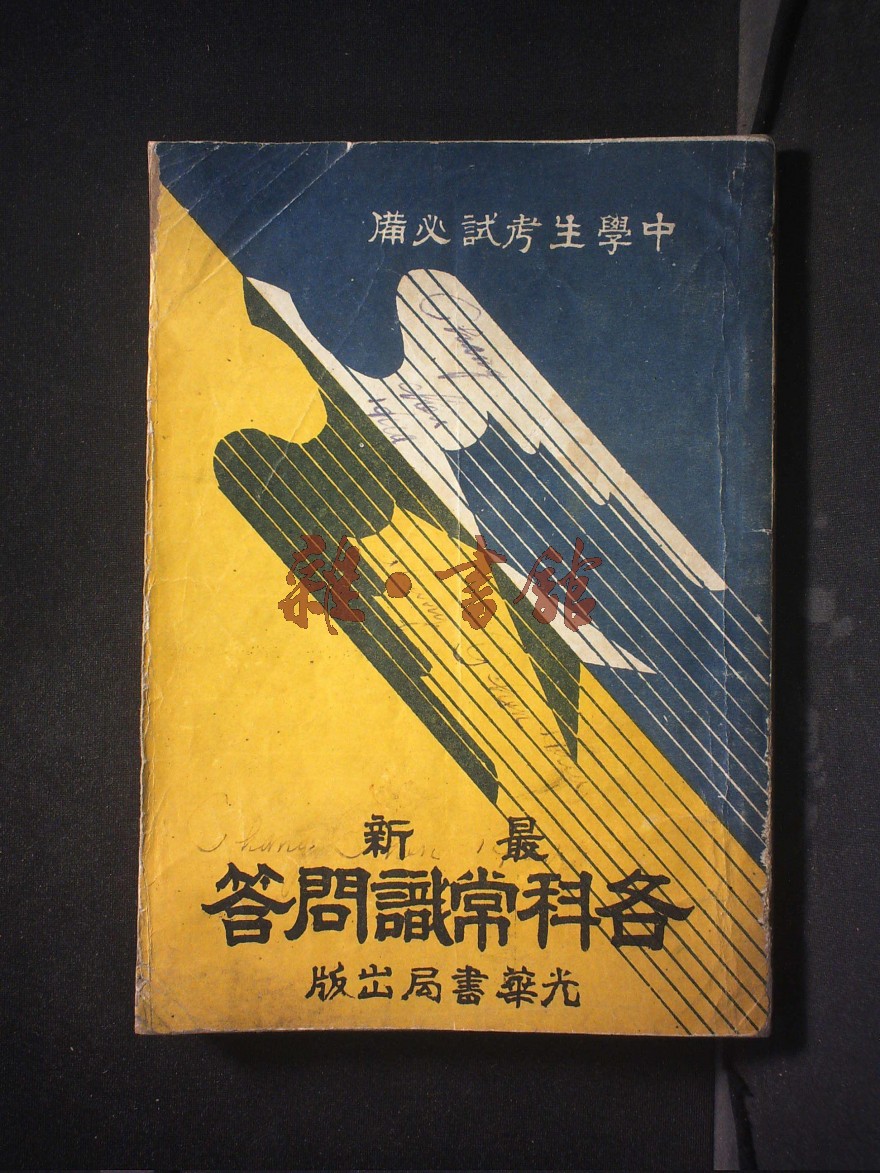 中學生考試必備
雜·書館
最新
各科常識問答
光華書局出版